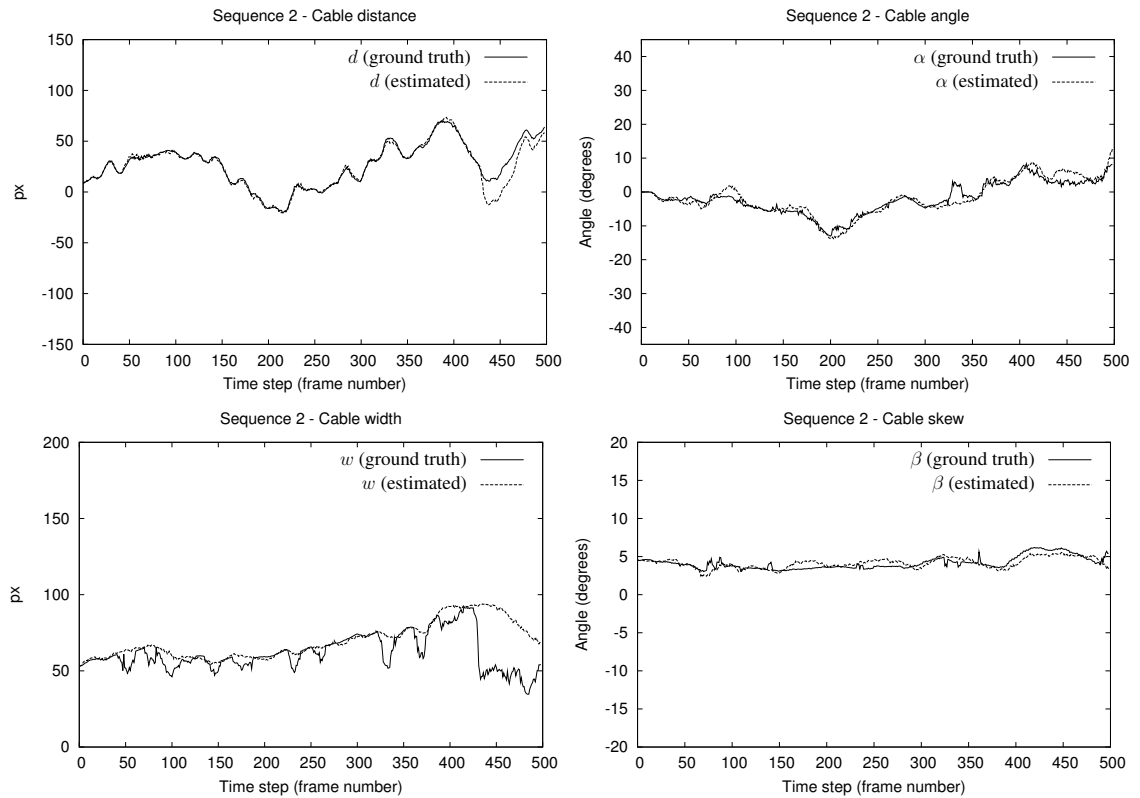 Sequence 2 - Cable distance
150
100
50
0
-50
-100
-150
px
d (ground truth)
d (estimated)
0 50 100 150 200 250 300 350 400 450 500
Time step (frame number)
Sequence 2 - Cable angle
40
30
20
10
0
-10
-20
-30
-40
Angle (degrees)
α (ground truth)
α (estimated)
0 50 100 150 200 250 300 350 400 450 500
Time step (frame number)
Sequence 2 - Cable width
200
150
100
50
0
px
w (ground truth)
w (estimated)
0 50 100 150 200 250 300 350 400 450 500
Time step (frame number)
Sequence 2 - Cable skew
20
15
10
5
0
-5
-10
-15
-20
Angle (degrees)
β (ground truth)
β (estimated)
0 50 100 150 200 250 300 350 400 450 500
Time step (frame number)